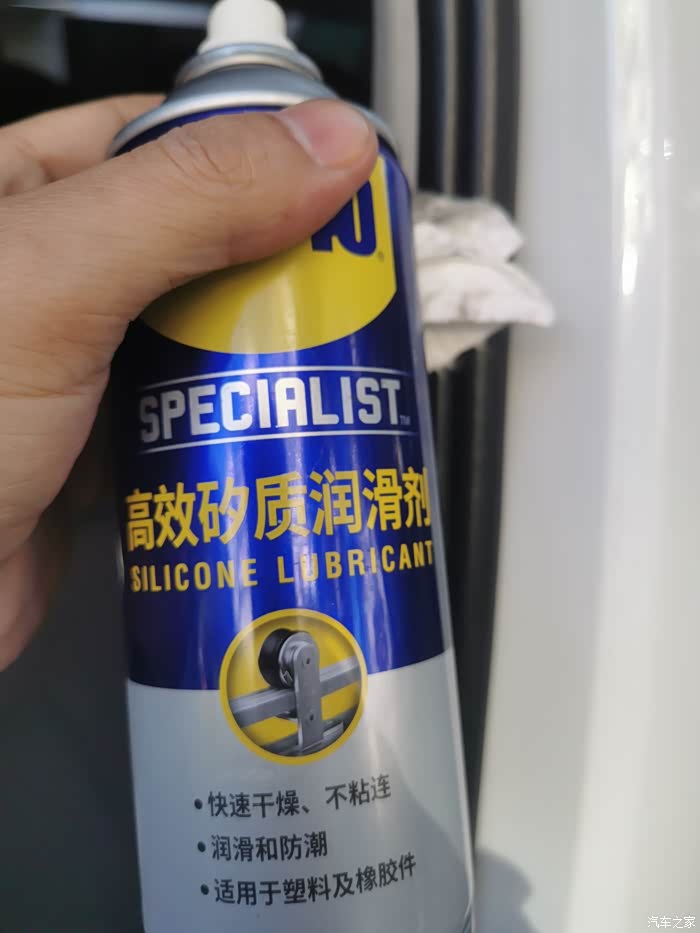 SPECIALIST™
高效矽质润滑剂
SILICONE LUBRICANT
•快速干燥、不粘连
•润滑和防潮
•适用于塑料及橡胶件
汽车之家